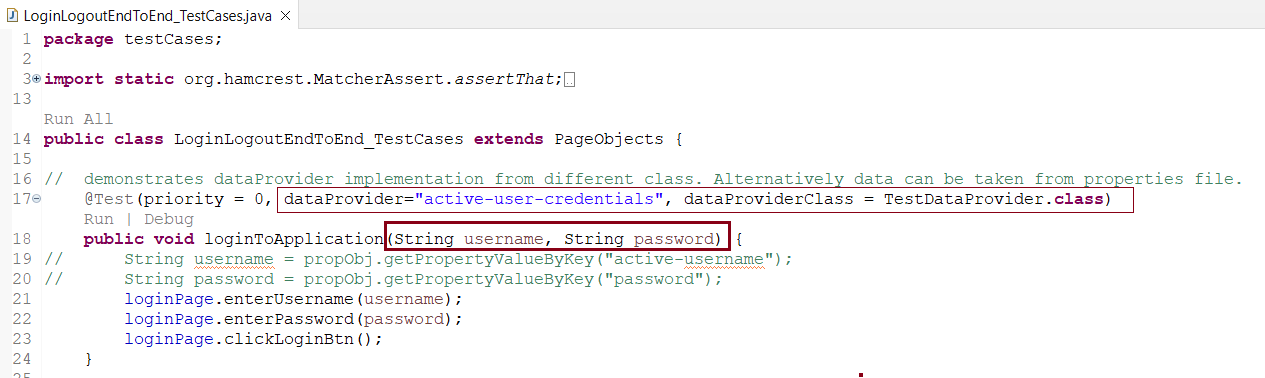 LoginLogoutEndToEnd_TestCases.java
1 package testCases;
2
3 import static org.hamcrest.MatcherAssert.assertThat;
13
Run All
14 public class LoginLogoutEndToEnd_TestCases extends PageObjects {
15
16 // demonstrates dataProvider implementation from different class. Alternatively data can be taken from properties file.
17 @Test(priority = 0, dataProvider="active-user-credentials", dataProviderClass = TestDataProvider.class)
Run | Debug
18 public void loginToApplication(String username, String password) {
19 // String username = propObj.getPropertyValueByKey("active-username");
20 // String password = propObj.getPropertyValueByKey("password");
21 loginPage.enterUsername(username);
22 loginPage.enterPassword(password);
23 loginPage.clickLoginBtn();
24 }